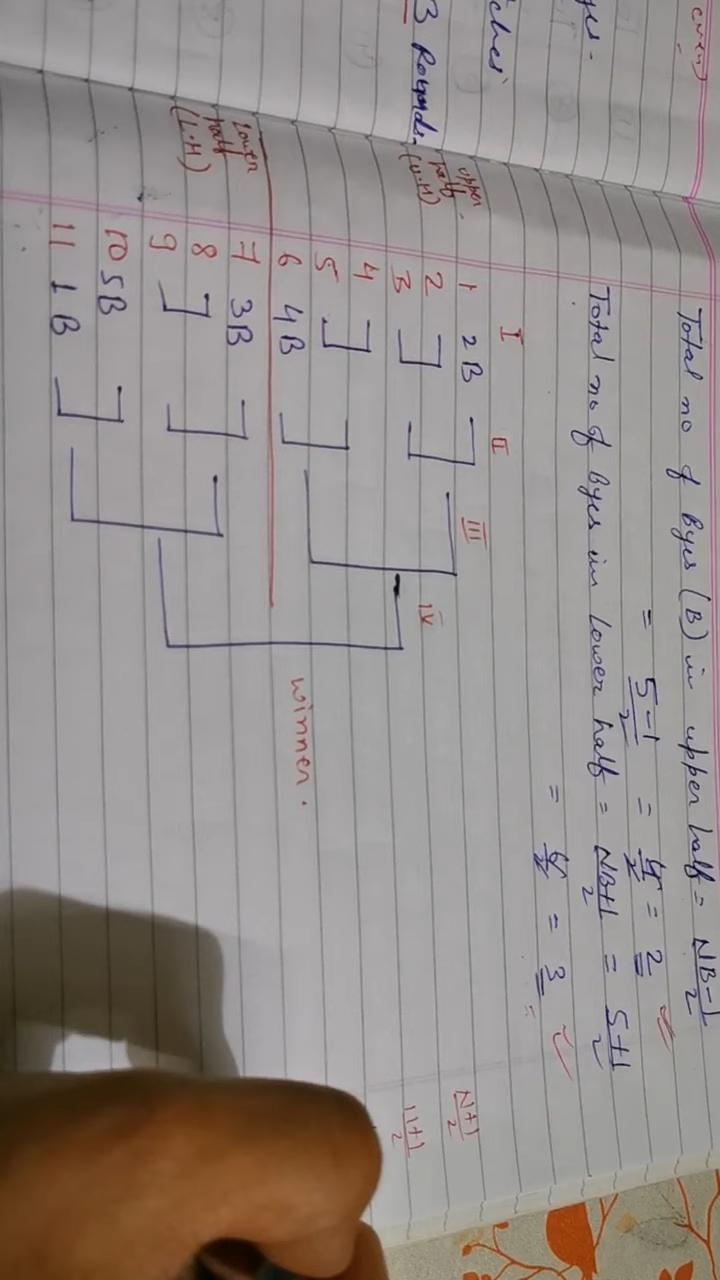 Total no of Byes (B) in upper half = NB-1/2
= 5-1/2 = 4/2 = 2
Total no of Byes in Lower half = NB+1/2 = 5+1/2
= 6/2 = 3
I II III IV
upper half (U.H)
1 2B
2
3
4
5
6 4B
winner.
Lower half (L.H)
7 3B
8
9
10 5B
11 1B
N+1/2
11+1/2
3 Rounds